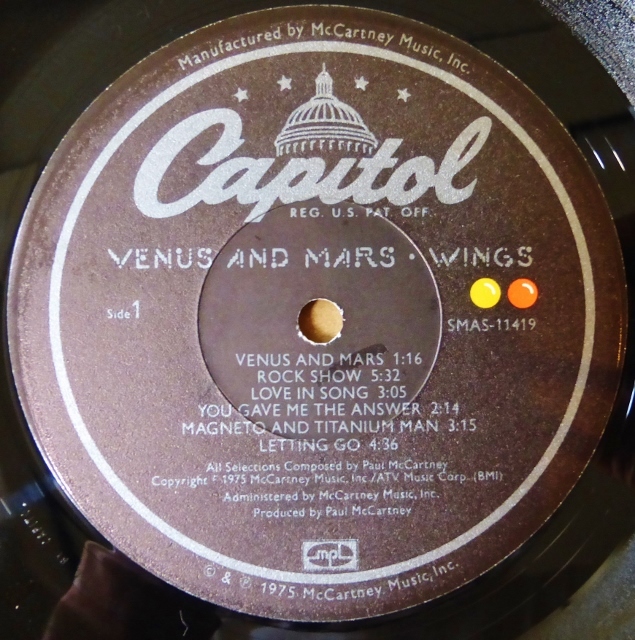 Manufactured by McCartney Music, Inc.
Capitol
REG. U.S. PAT. OFF.
VENUS AND MARS · WINGS
Side 1
SMAS-11419
VENUS AND MARS 1:16
ROCK SHOW 5:32
LOVE IN SONG 3:05
YOU GAVE ME THE ANSWER 2:14
MAGNETO AND TITANIUM MAN 3:15
LETTING GO 4:36
All Selections Composed by Paul McCartney
Copyright © 1975 McCartney Music, Inc./ATV Music Corp. (BMI)
Administered by McCartney Music, Inc.
Produced by Paul McCartney
mpl
© & ℗ 1975 McCartney Music, Inc.